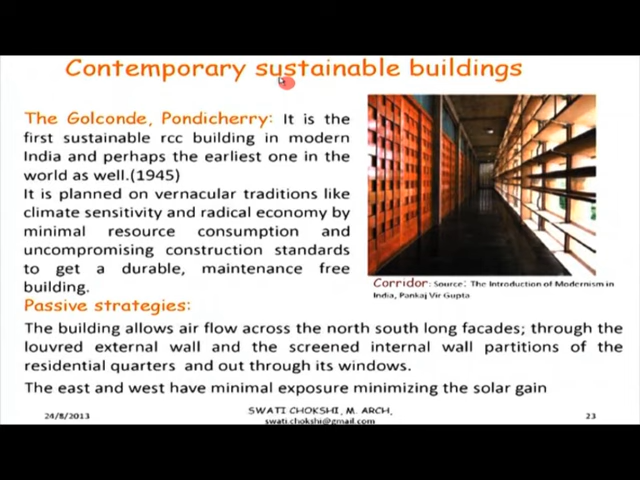 Contemporary sustainable buildings
The Golconde, Pondicherry: It is the
first sustainable rcc building in modern
India and perhaps the earliest one in the
world as well.(1945)
It is planned on vernacular traditions like
climate sensitivity and radical economy by
minimal resource consumption and
uncompromising construction standards
to get a durable, maintenance free
building.
Corridor: Source: The Introduction of Modernism in
India, Pankaj Vir Gupta
Passive strategies:
The building allows air flow across the north south long facades; through the
louvred external wall and the screened internal wall partitions of the
residential quarters and out through its windows.
The east and west have minimal exposure minimizing the solar gain
24/8/2013
SWATI CHOKSHI, M. ARCH,
swati.chokshi@gmail.com
23